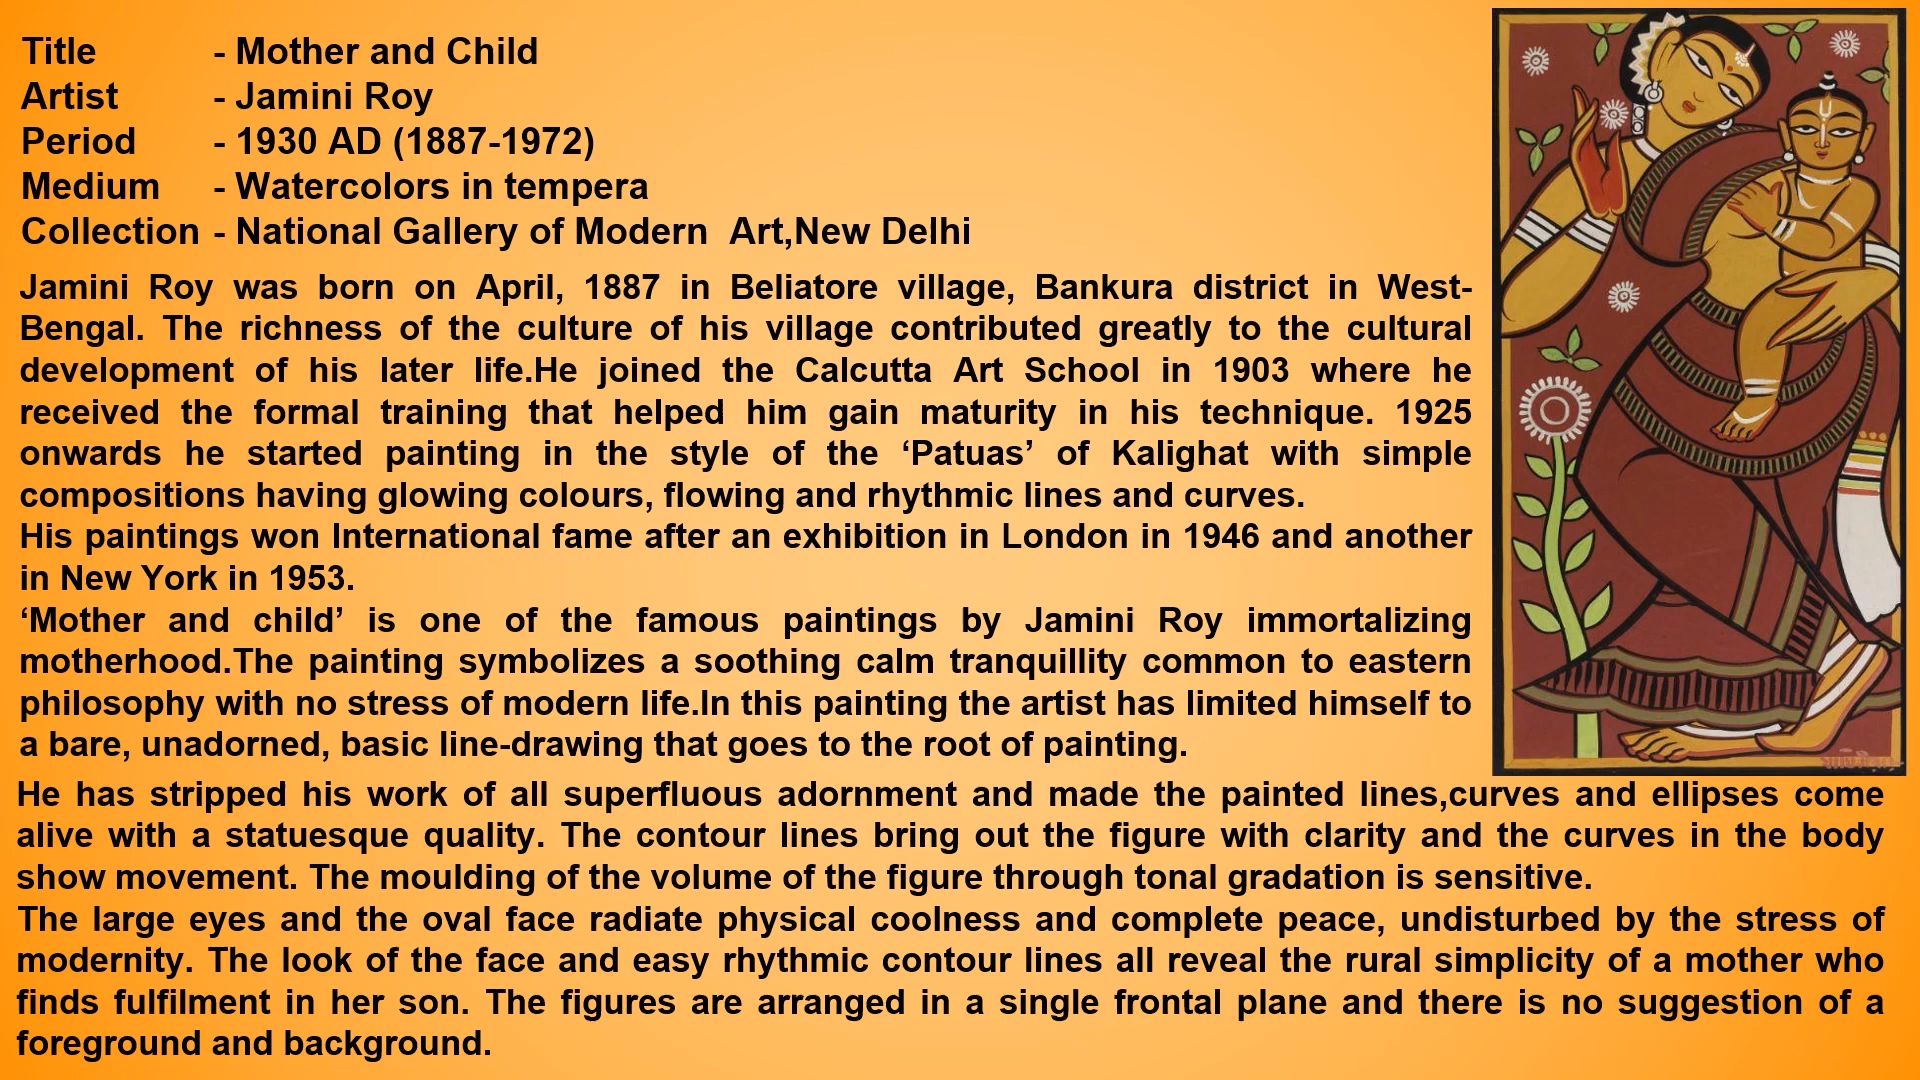 Title - Mother and Child
Artist - Jamini Roy
Period - 1930 AD (1887-1972)
Medium - Watercolors in tempera
Collection - National Gallery of Modern  Art,New Delhi
Jamini Roy was born on April, 1887 in Beliatore village, Bankura district in West-
Bengal. The richness of the culture of his village contributed greatly to the cultural
development of his later life.He joined the Calcutta Art School in 1903 where he
received the formal training that helped him gain maturity in his technique. 1925
onwards he started painting in the style of the ‘Patuas’ of Kalighat with simple
compositions having glowing colours, flowing and rhythmic lines and curves.
His paintings won International fame after an exhibition in London in 1946 and another
in New York in 1953.
‘Mother and child’ is one of the famous paintings by Jamini Roy immortalizing
motherhood.The painting symbolizes a soothing calm tranquillity common to eastern
philosophy with no stress of modern life.In this painting the artist has limited himself to
a bare, unadorned, basic line-drawing that goes to the root of painting.
He has stripped his work of all superfluous adornment and made the painted lines,curves and ellipses come
alive with a statuesque quality. The contour lines bring out the figure with clarity and the curves in the body
show movement. The moulding of the volume of the figure through tonal gradation is sensitive.
The large eyes and the oval face radiate physical coolness and complete peace, undisturbed by the stress of
modernity. The look of the face and easy rhythmic contour lines all reveal the rural simplicity of a mother who
finds fulfilment in her son. The figures are arranged in a single frontal plane and there is no suggestion of a
foreground and background.